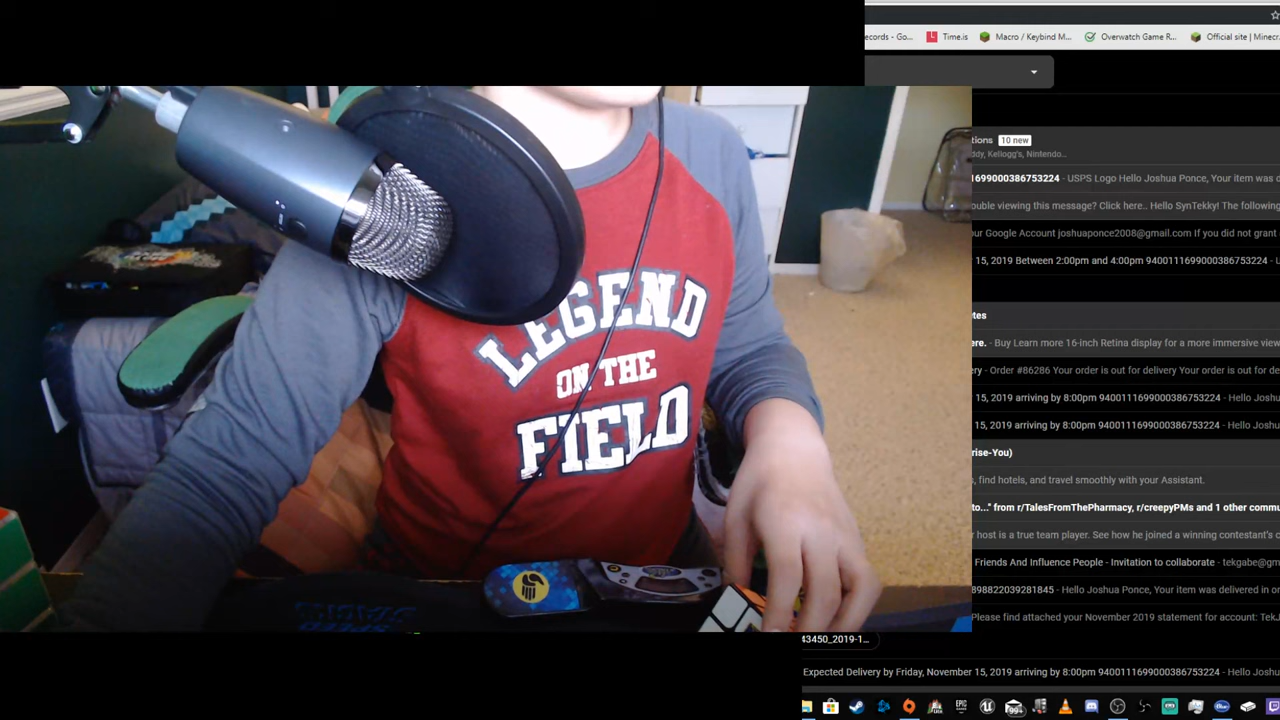 ecords - Go...
Time.is
Macro / Keybind M...
Overwatch Game R...
Official site | Minecr
tions 10 new
ddy, Kellogg's, Nintendo...
1699000386753224 - USPS Logo Hello Joshua Ponce, Your item was d
ouble viewing this message? Click here.. Hello SynTekky! The following
our Google Account joshuaponce2008@gmail.com If you did not grant
15, 2019 Between 2:00pm and 4:00pm 9400111699000386753224 - U
etes
ere. - Buy Learn more 16-inch Retina display for a more immersive view
ry - Order #86286 Your order is out for delivery Your order is out for de
15, 2019 arriving by 8:00pm 9400111699000386753224 - Hello Joshu
15, 2019 arriving by 8:00pm 9400111699000386753224 - Hello Joshu
rise-You)
, find hotels, and travel smoothly with your Assistant.
to..." from r/TalesFromThePharmacy, r/creepyPMs and 1 other commu
r host is a true team player. See how he joined a winning contestant's c
Friends And Influence People - Invitation to collaborate - tekgabe@gm
898822039281845 - Hello Joshua Ponce, Your item was delivered in or
Please find attached your November 2019 statement for account: TekJ
43450_2019-1...
Expected Delivery by Friday, November 15, 2019 arriving by 8:00pm 9400111699000386753224 - Hello Josh
LEGEND
ON THE
FIELD
99+